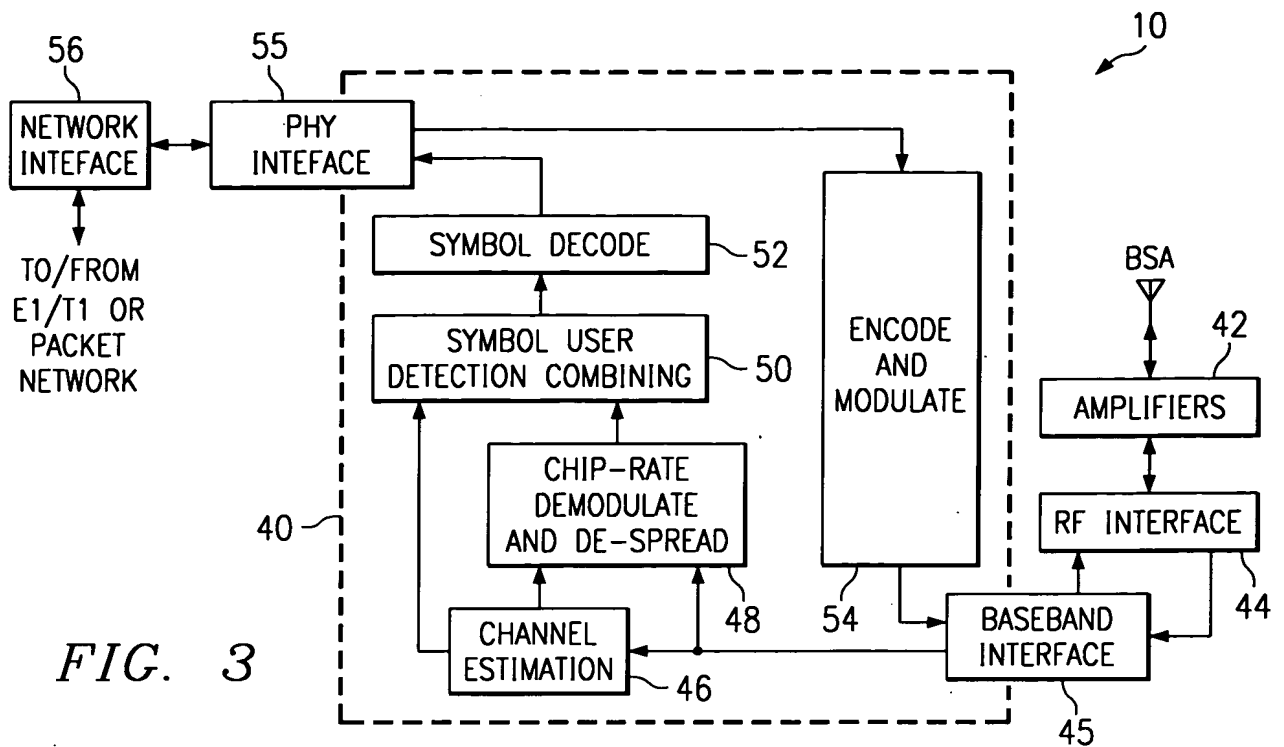 10
56
55
NETWORK
INTEFACE
PHY
INTEFACE
SYMBOL DECODE
52
TO/FROM
E1/T1 OR
PACKET
NETWORK
SYMBOL USER
DETECTION COMBINING
50
ENCODE
AND
MODULATE
BSA
42
AMPLIFIERS
CHIP-RATE
DEMODULATE
AND DE-SPREAD
40
48
RF INTERFACE
44
54
CHANNEL
ESTIMATION
46
BASEBAND
INTERFACE
45
FIG. 3